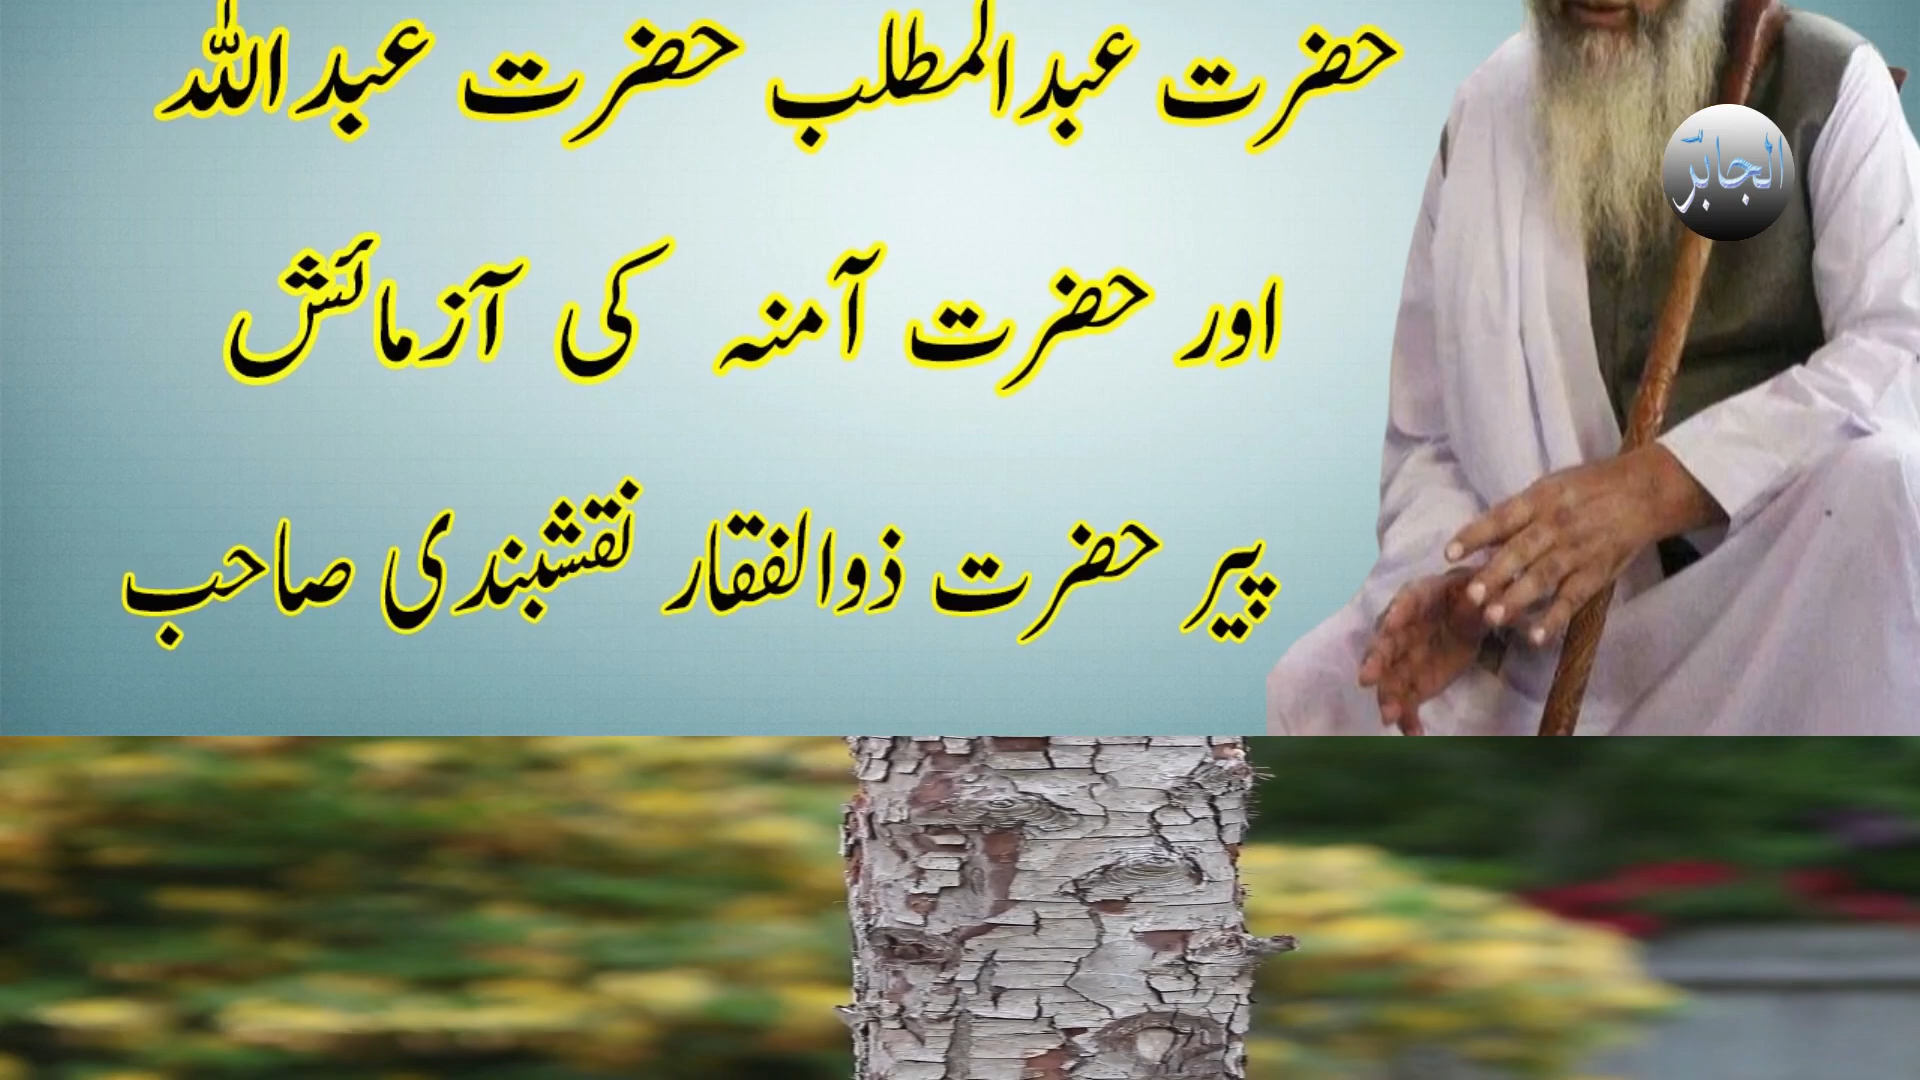 حضرت عبدالمطلب حضرت عبداللہ
اور حضرت آمنہ کی آزمائش
پیر حضرت ذوالفقار نقشبندی صاحب
الجابرؔ